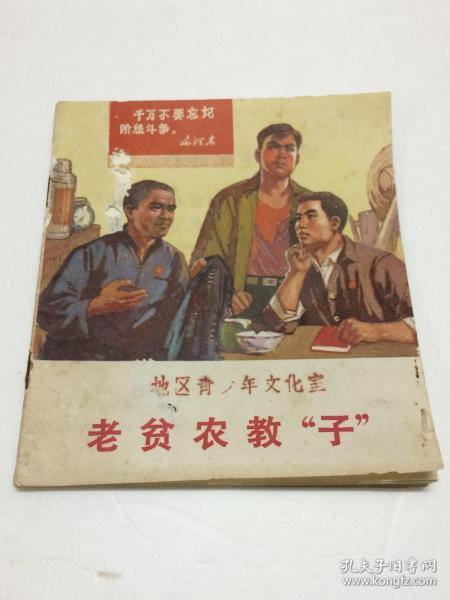 千万不要忘记
阶级斗争。
毛泽东
地区青少年文化室
老贫农教“子”
孔夫子旧书网
www.kongfz.com